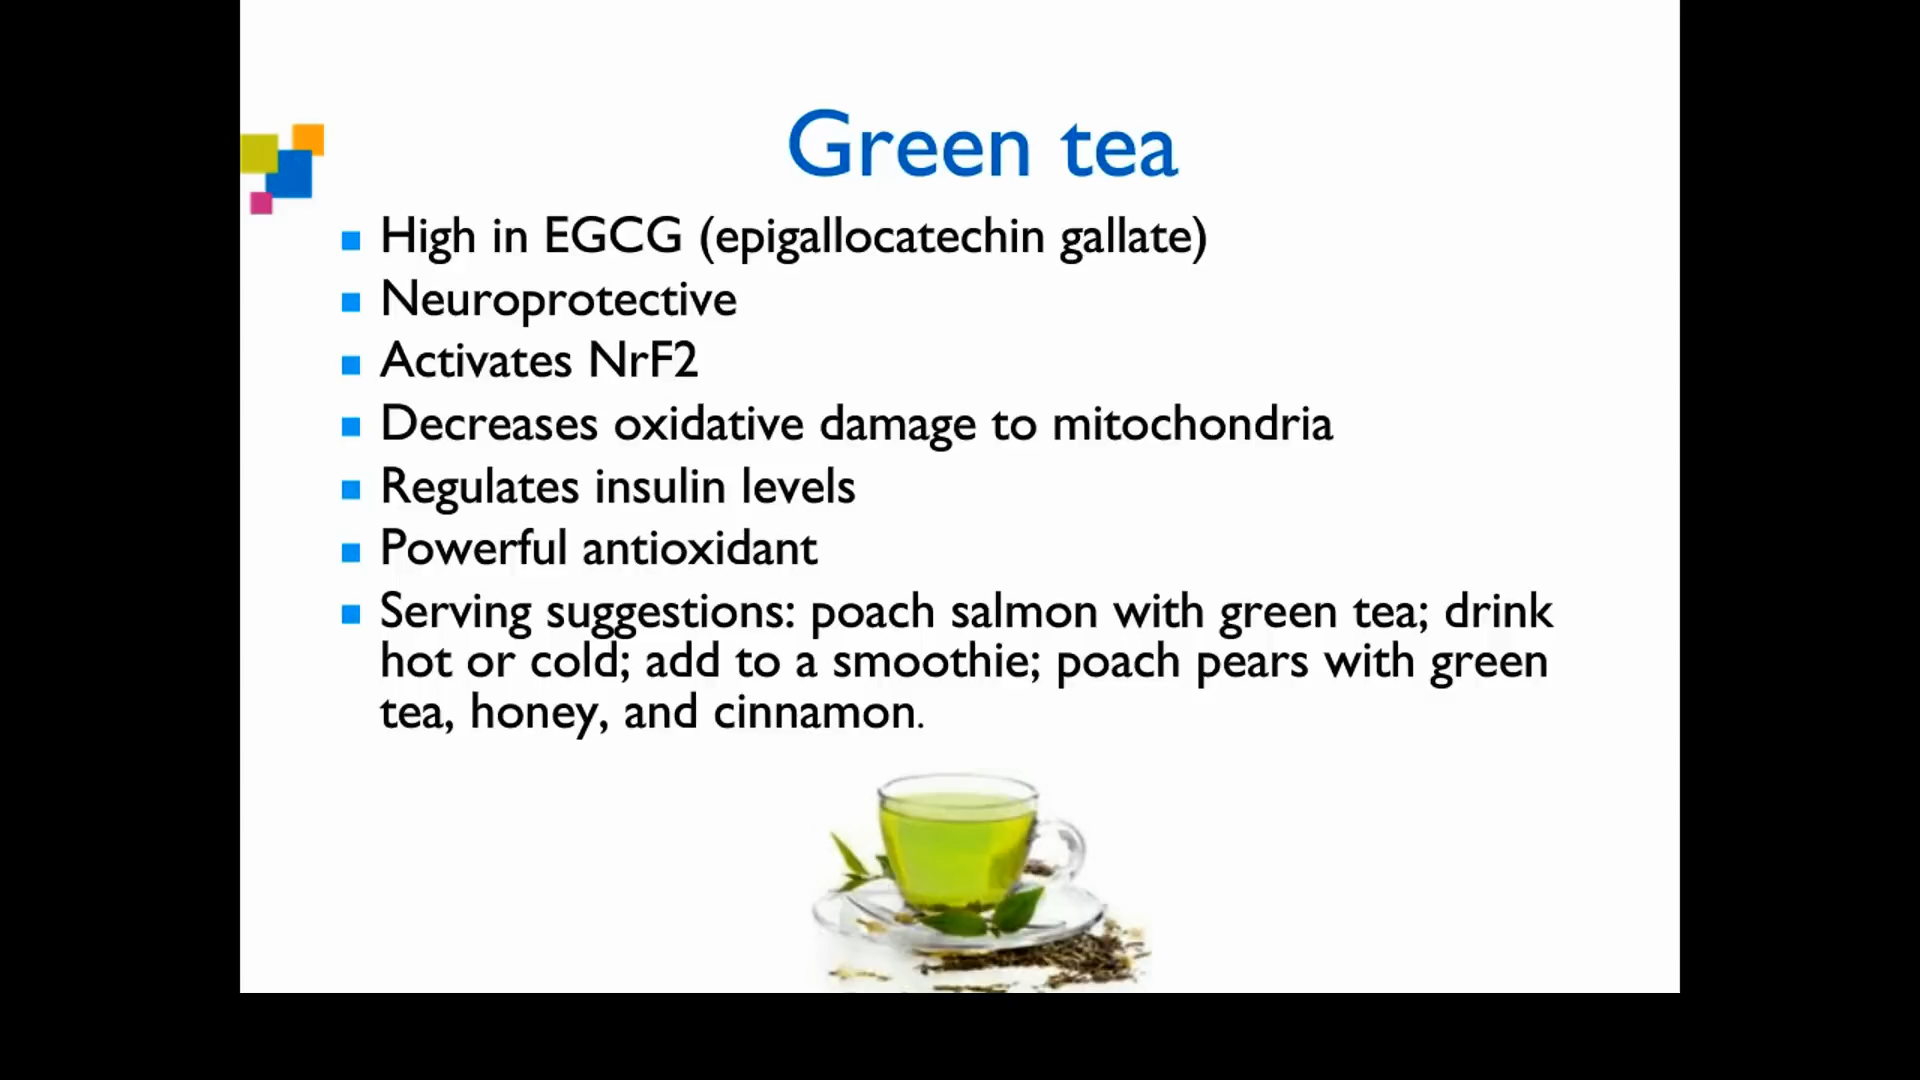 Green tea
High in EGCG (epigallocatechin gallate)
Neuroprotective
Activates NrF2
Decreases oxidative damage to mitochondria
Regulates insulin levels
Powerful antioxidant
Serving suggestions: poach salmon with green tea; drink
hot or cold; add to a smoothie; poach pears with green
tea, honey, and cinnamon.